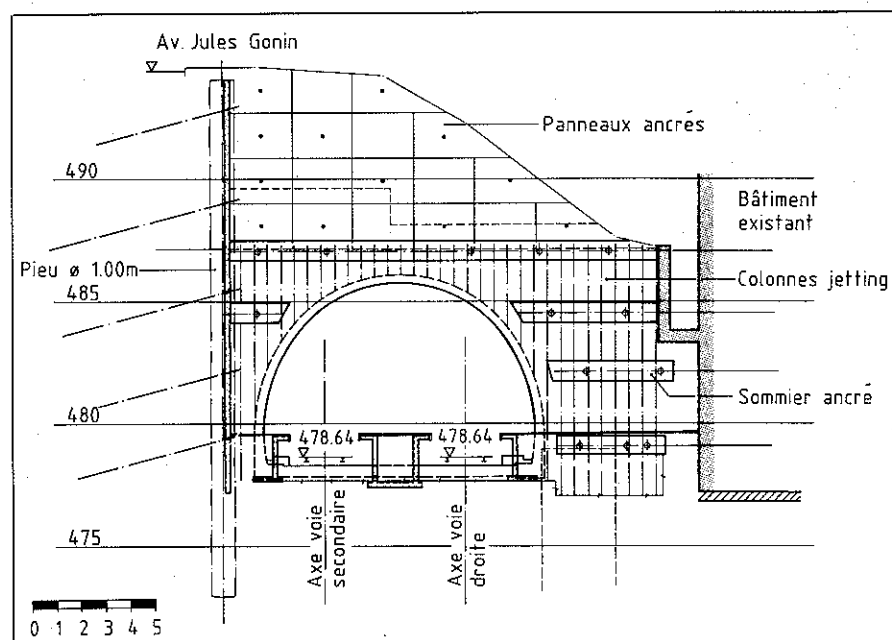 Av. Jules Gonin
Panneaux ancrés
490
Bâtiment
existant
Pieu ø 1.00m
Colonnes jetting
485
Sommier ancré
480
478.64 478.64
475
Axe voie
secondaire
Axe voie
droite
0 1 2 3 4 5